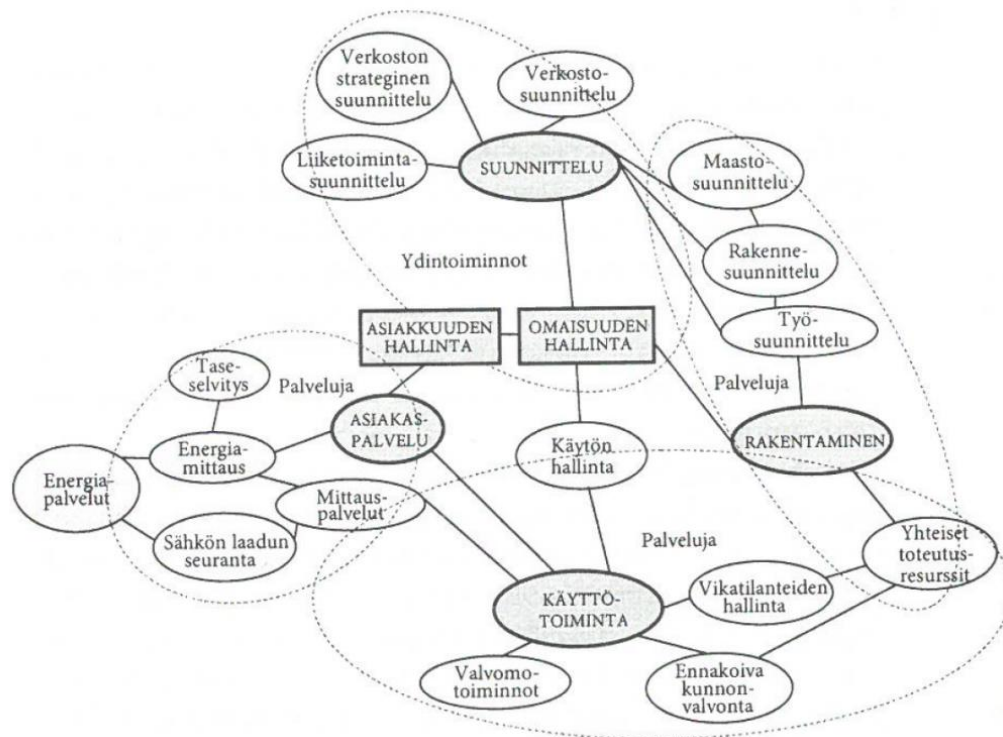 Verkoston
strateginen
suunnittelu
Verkosto-
suunnittelu
Liiketoiminta-
suunnittelu
SUUNNITTELU
Maasto-
suunnittelu
Rakenne-
suunnittelu
Ydintoiminnot
ASIAKKUUDEN
HALLINTA
OMAISUUDEN
HALLINTA
Työ-
suunnittelu
Tase-
selvitys
Palveluja
Palveluja
ASIAKAS-
PALVELU
Käytön
hallinta
RAKENTAMINEN
Energia-
mittaus
Energia-
palvelut
Mittaus-
palvelut
Sähkön laadun
seuranta
Palveluja
Yhteiset
toteutus-
resurssit
Vikatilanteiden
hallinta
KÄYTTÖ-
TOIMINTA
Valvomo-
toiminnot
Ennakoiva
kunnon-
valvonta